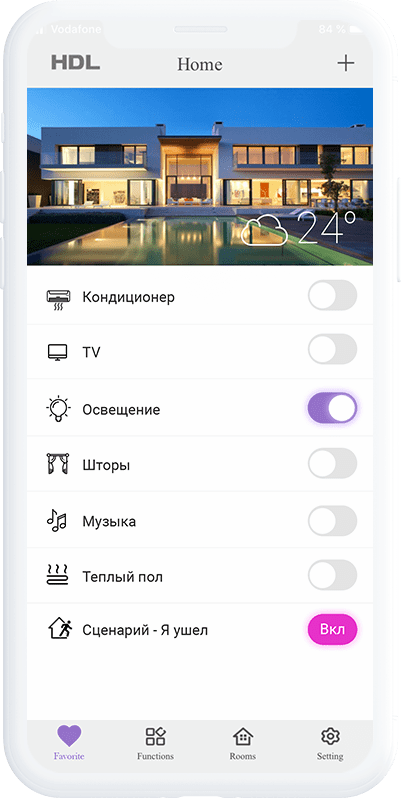 Vodafone 84 %
HDL Home +
24°
Кондиционер
TV
Освещение
Шторы
Музыка
Теплый пол
Сценарий - Я ушел Вкл
Favorite Functions Rooms Setting